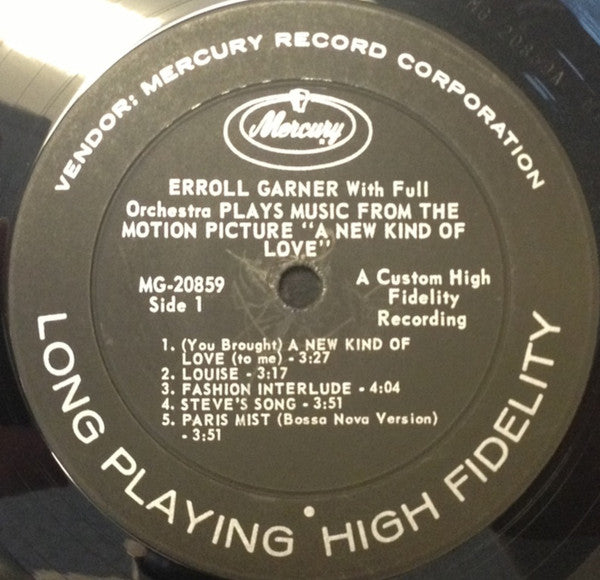 VENDOR: MERCURY RECORD CORPORATION
Mercury
ERROLL GARNER With Full
Orchestra PLAYS MUSIC FROM THE
MOTION PICTURE "A NEW KIND OF
LOVE"
MG-20859
Side 1
A Custom High
Fidelity
Recording
1. (You Brought) A NEW KIND OF
LOVE (to me) - 3:27
2. LOUISE - 3:17
3. FASHION INTERLUDE - 4:04
4. STEVE'S SONG - 3:51
5. PARIS MIST (Bossa Nova Version)
- 3:51
LONG PLAYING • HIGH FIDELITY